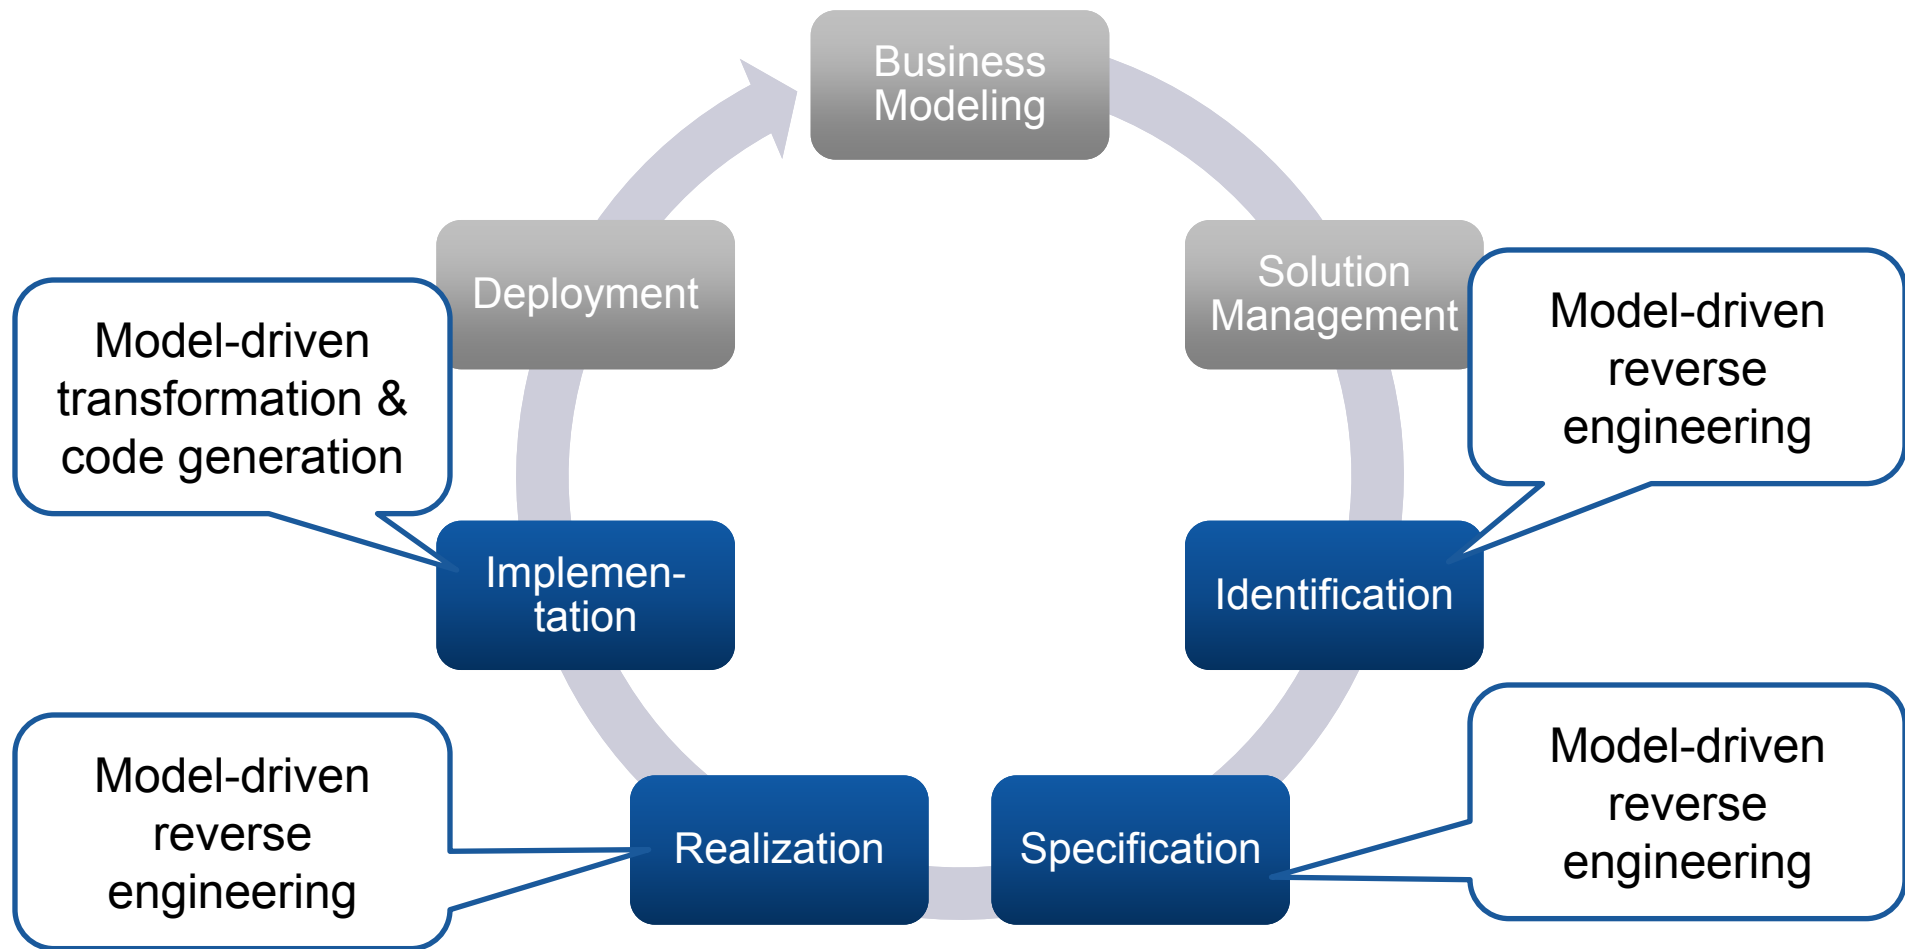 Business
Modeling
Solution
Management
Model-driven
reverse
engineering
Identification
Model-driven
reverse
engineering
Specification
Realization
Model-driven
reverse
engineering
Implemen-
tation
Model-driven
transformation &
code generation
Deployment